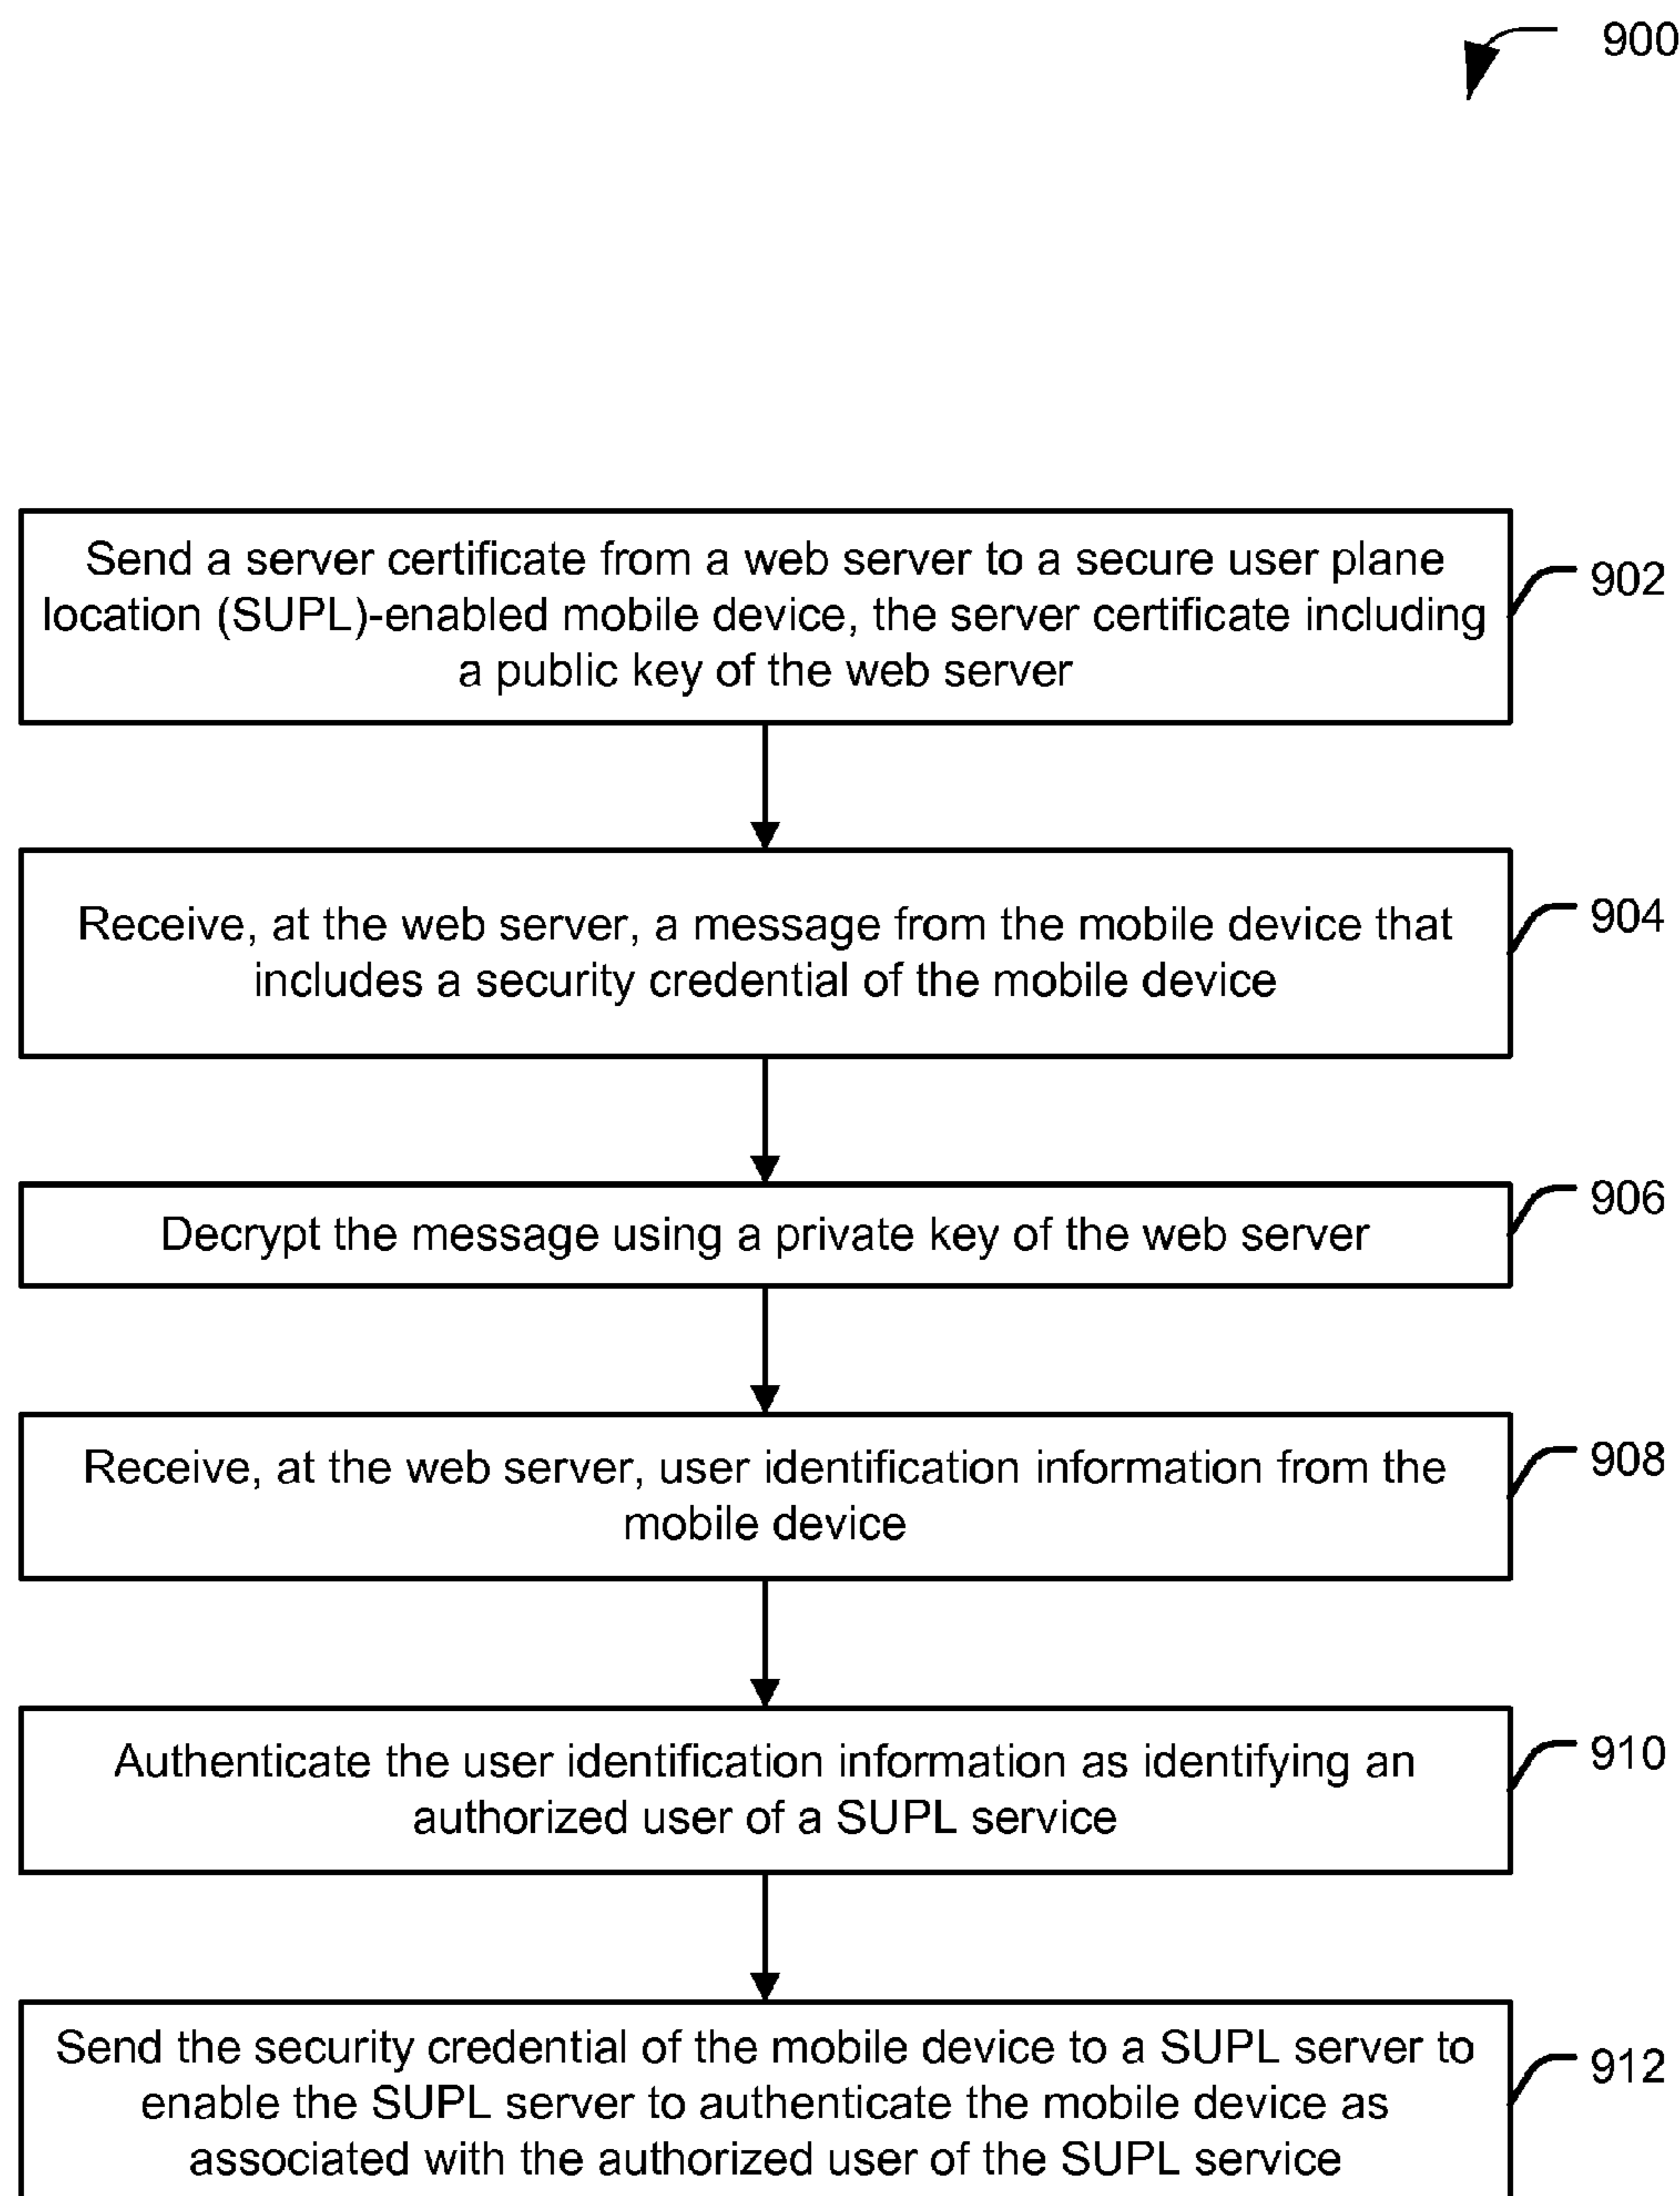 900
Send a server certificate from a web server to a secure user plane
location (SUPL)-enabled mobile device, the server certificate including
a public key of the web server
902
Receive, at the web server, a message from the mobile device that
includes a security credential of the mobile device
904
Decrypt the message using a private key of the web server
906
Receive, at the web server, user identification information from the
mobile device
908
Authenticate the user identification information as identifying an
authorized user of a SUPL service
910
Send the security credential of the mobile device to a SUPL server to
enable the SUPL server to authenticate the mobile device as
associated with the authorized user of the SUPL service
912